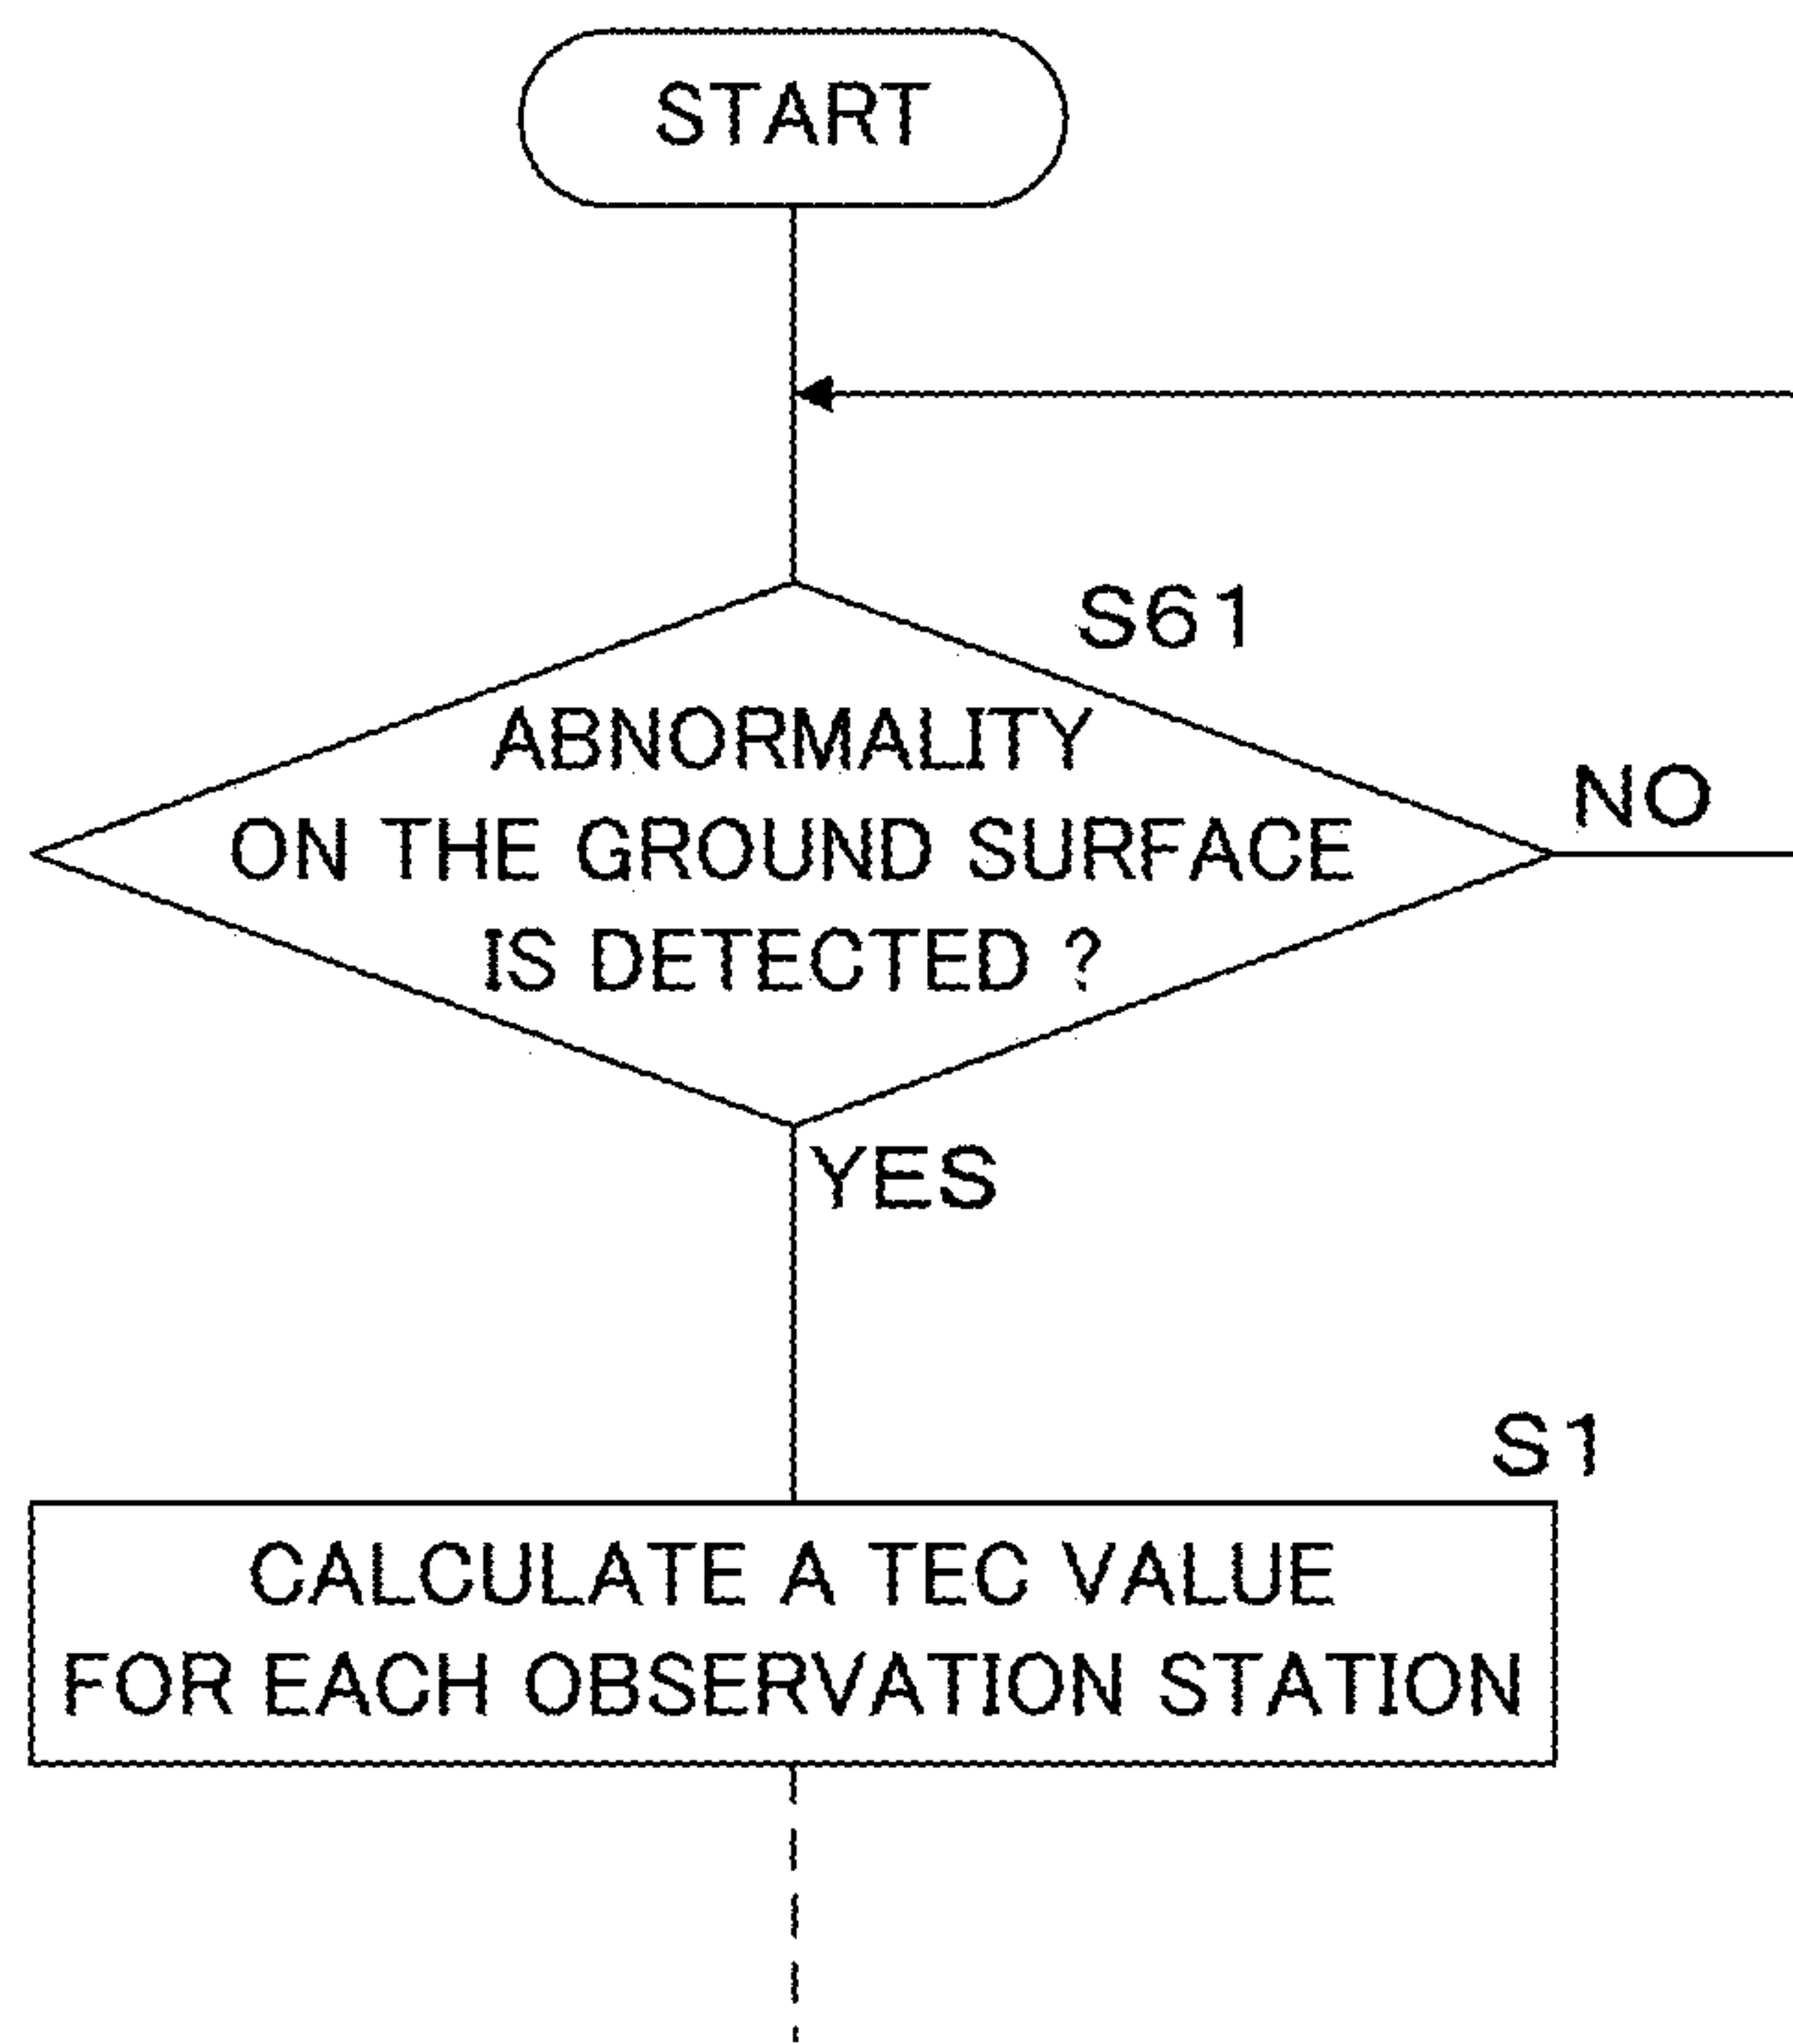 START
S61
ABNORMALITY
ON THE GROUND SURFACE
IS DETECTED ?
NO
YES
S1
CALCULATE A TEC VALUE
FOR EACH OBSERVATION STATION